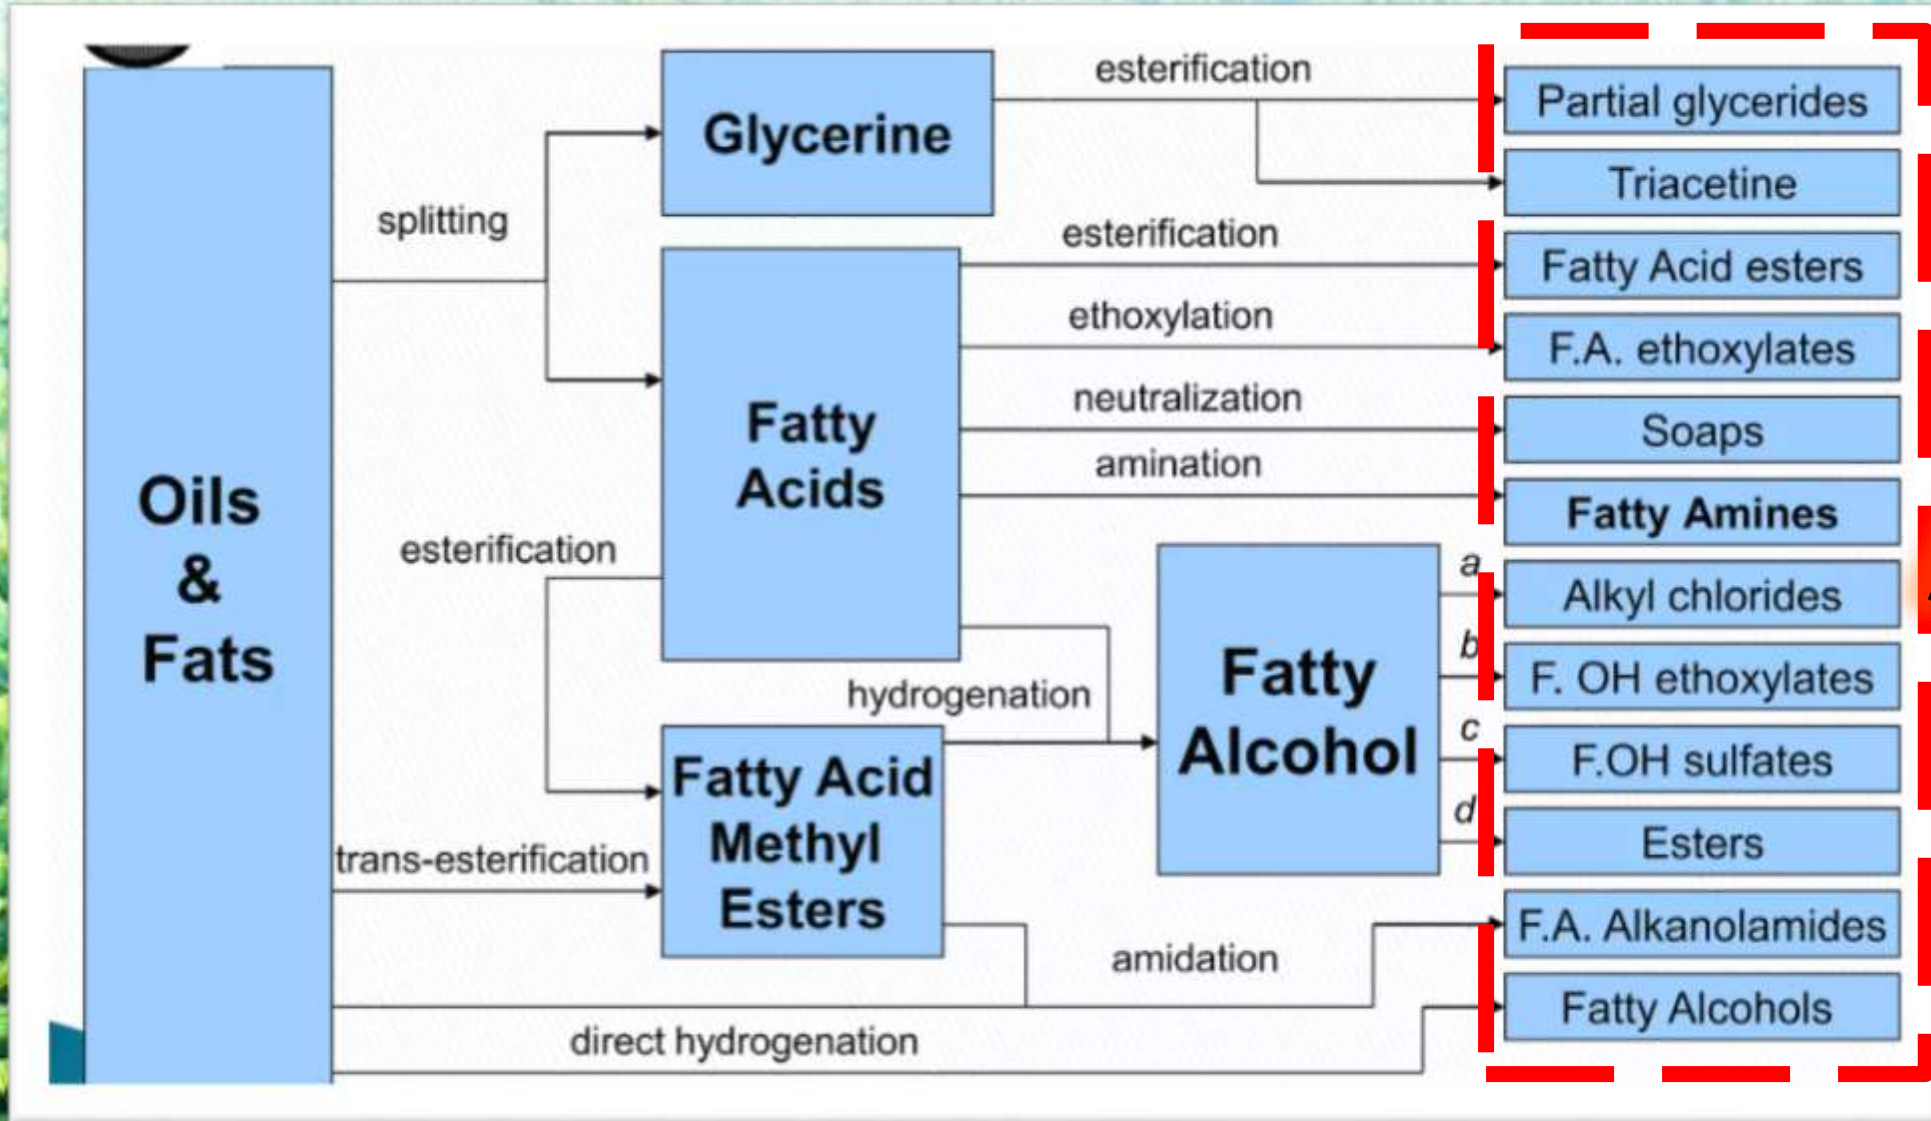 Oils
&
Fats
splitting
esterification
trans-esterification
direct hydrogenation
Glycerine
Fatty
Acids
Fatty Acid
Methyl
Esters
esterification
esterification
ethoxylation
neutralization
amination
hydrogenation
amidation
Fatty
Alcohol
a
b
c
d
Partial glycerides
Triacetine
Fatty Acid esters
F.A. ethoxylates
Soaps
Fatty Amines
Alkyl chlorides
F. OH ethoxylates
F.OH sulfates
Esters
F.A. Alkanolamides
Fatty Alcohols